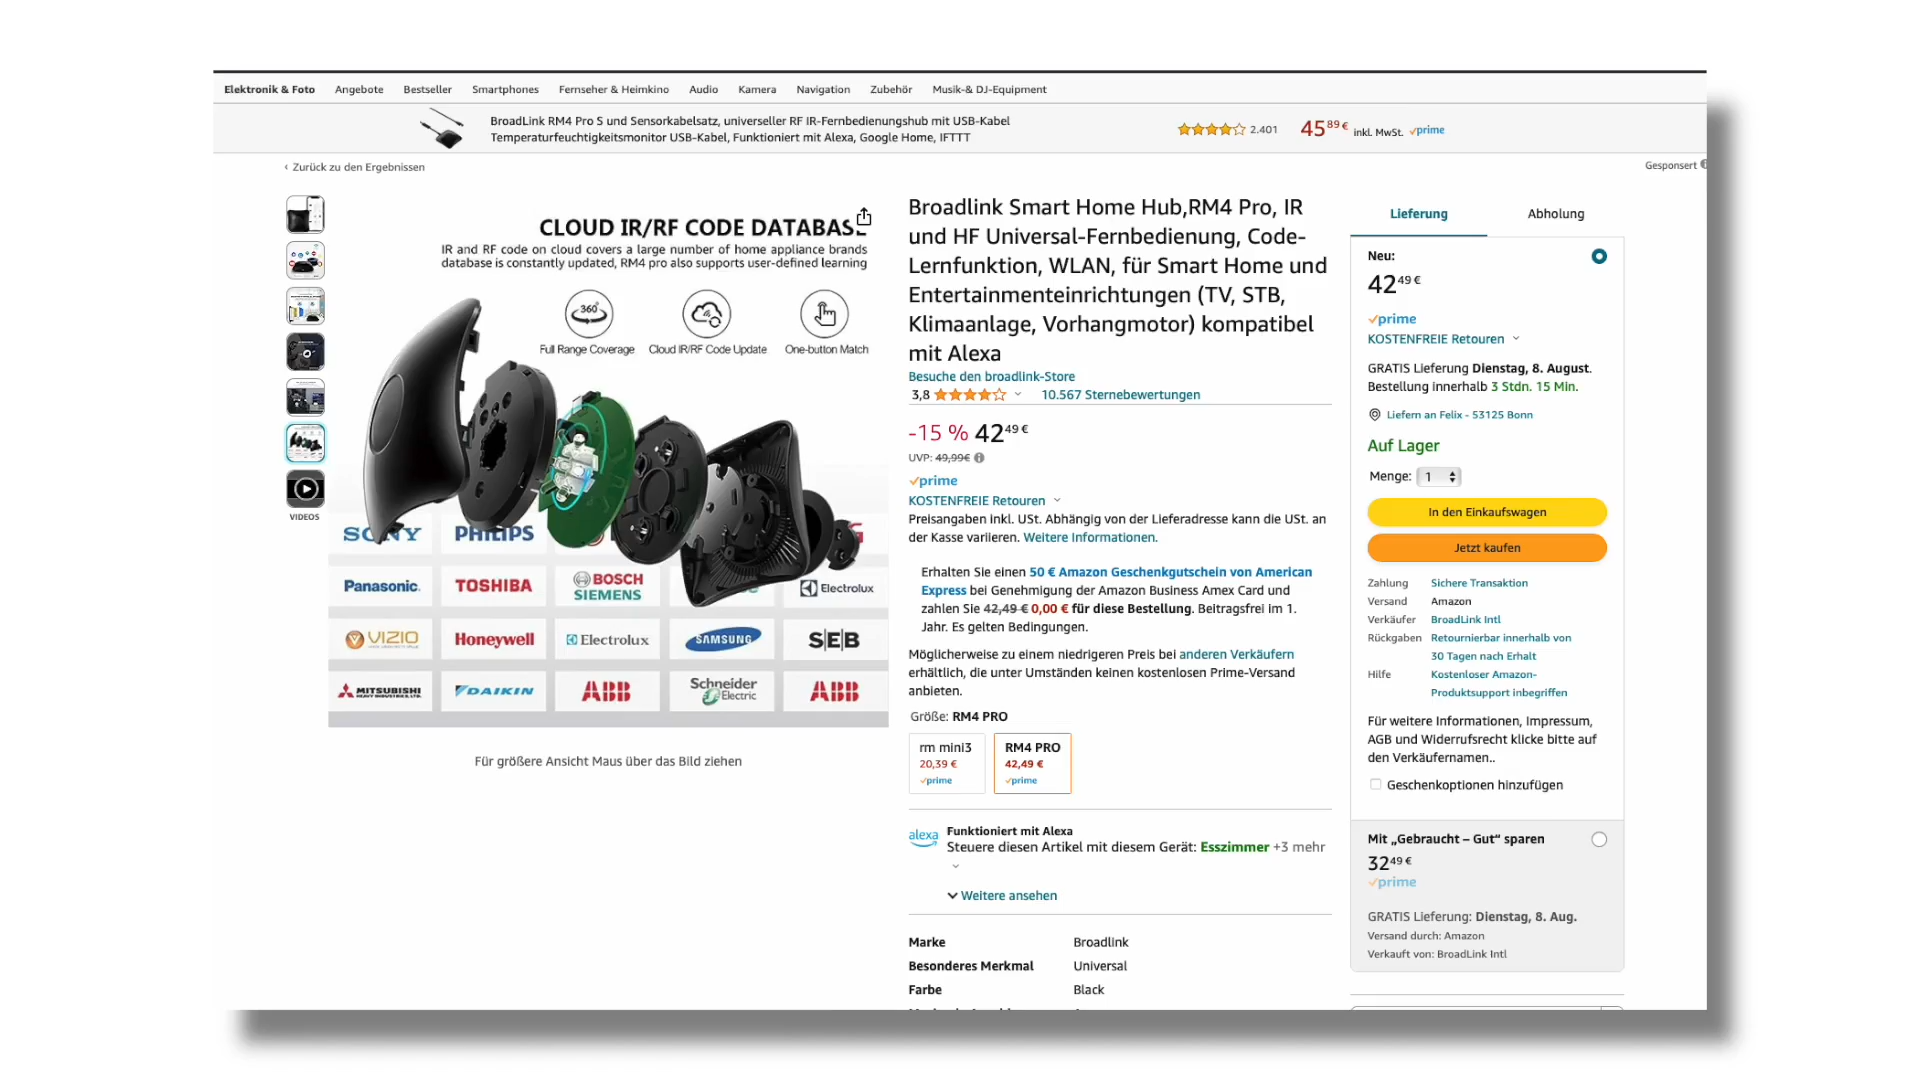 Elektronik & Foto Angebote Bestseller Smartphones Fernseher & Heimkino Audio Kamera Navigation Zubehör Musik-& DJ-Equipment
BroadLink RM4 Pro S und Sensorkabelsatz, universeller RF IR-Fernbedienungshub mit USB-Kabel
Temperaturfeuchtigkeitsmonitor USB-Kabel, Funktioniert mit Alexa, Google Home, IFTTT
2.401 45 89 € inkl. MwSt. prime
‹ Zurück zu den Ergebnissen
Gesponsert
VIDEOS
CLOUD IR/RF CODE DATABASE
IR and RF code on cloud covers a large number of home appliance brands
database is constantly updated, RM4 pro also supports user-defined learning
360°
Full Range Coverage Cloud IR/RF Code Update One-button Match
SONY PHILIPS
Panasonic TOSHIBA BOSCH SIEMENS Electrolux
VIZIO Honeywell Electrolux SAMSUNG SEB
MITSUBISHI HEAVY INDUSTRIES, LTD. DAIKIN ABB Schneider Electric ABB
Für größere Ansicht Maus über das Bild ziehen
Broadlink Smart Home Hub,RM4 Pro, IR
und HF Universal-Fernbedienung, Code-
Lernfunktion, WLAN, für Smart Home und
Entertainmenteinrichtungen (TV, STB,
Klimaanlage, Vorhangmotor) kompatibel
mit Alexa
Besuche den broadlink-Store
3,8 10.567 Sternebewertungen
-15 % 42 49 €
UVP: 49,99€
prime
KOSTENFREIE Retouren
Preisangaben inkl. USt. Abhängig von der Lieferadresse kann die USt. an
der Kasse variieren. Weitere Informationen.
Erhalten Sie einen 50 € Amazon Geschenkgutschein von American
Express bei Genehmigung der Amazon Business Amex Card und
zahlen Sie 42,49 € 0,00 € für diese Bestellung. Beitragsfrei im 1.
Jahr. Es gelten Bedingungen.
Möglicherweise zu einem niedrigeren Preis bei anderen Verkäufern
erhältlich, die unter Umständen keinen kostenlosen Prime-Versand
anbieten.
Größe: RM4 PRO
rm mini3 RM4 PRO
20,39 € 42,49 €
prime prime
alexa Funktioniert mit Alexa
Steuere diesen Artikel mit diesem Gerät: Esszimmer +3 mehr
Weitere ansehen
Marke Broadlink
Besonderes Merkmal Universal
Farbe Black
Lieferung Abholung
Neu:
42 49 €
prime
KOSTENFREIE Retouren
GRATIS Lieferung Dienstag, 8. August.
Bestellung innerhalb 3 Stdn. 15 Min.
Liefern an Felix - 53125 Bonn
Auf Lager
Menge: 1
In den Einkaufswagen
Jetzt kaufen
Zahlung Sichere Transaktion
Versand Amazon
Verkäufer BroadLink Intl
Rückgaben Retournierbar innerhalb von
30 Tagen nach Erhalt
Hilfe Kostenloser Amazon-
Produktsupport inbegriffen
Für weitere Informationen, Impressum,
AGB und Widerrufsrecht klicke bitte auf
den Verkäufernamen..
Geschenkoptionen hinzufügen
Mit „Gebraucht – Gut“ sparen
32 49 €
prime
GRATIS Lieferung: Dienstag, 8. Aug.
Versand durch: Amazon
Verkauft von: BroadLink Intl